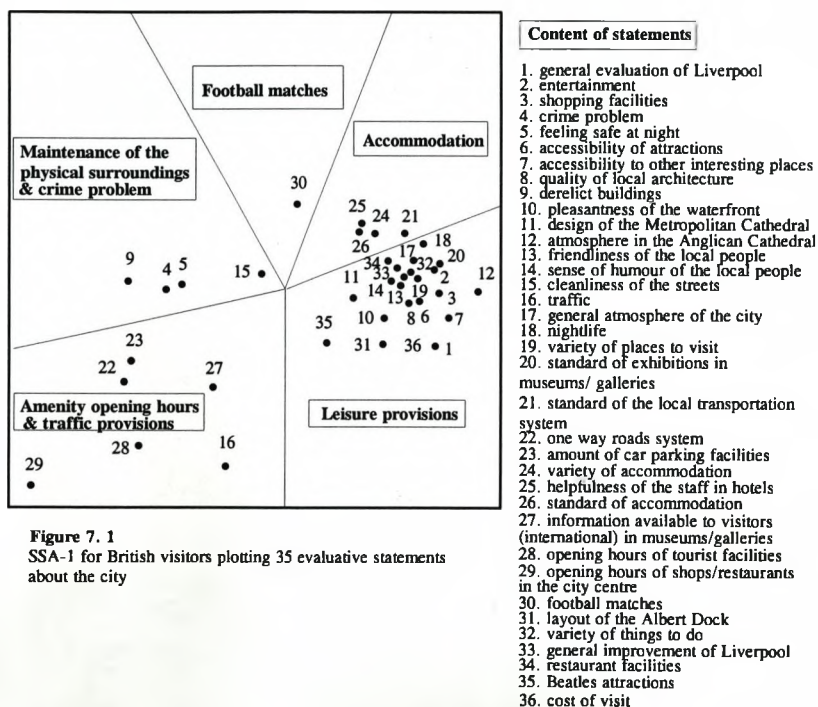 Football matches
Accommodation
Maintenance of the
physical surroundings
& crime problem
30
25
24
21
26
17
18
34
32
20
33
2
12
11
14
13
19
3
9
4
5
15
10
8
6
7
35
31
36
1
23
22
27
Amenity opening hours
& traffic provisions
Leisure provisions
28
16
29
Figure 7. 1
SSA-1 for British visitors plotting 35 evaluative statements
about the city
Content of statements
1. general evaluation of Liverpool
2. entertainment
3. shopping facilities
4. crime problem
5. feeling safe at night
6. accessibility of attractions
7. accessibility to other interesting places
8. quality of local architecture
9. derelict buildings
10. pleasantness of the waterfront
11. design of the Metropolitan Cathedral
12. atmosphere in the Anglican Cathedral
13. friendliness of the local people
14. sense of humour of the local people
15. cleanliness of the streets
16. traffic
17. general atmosphere of the city
18. nightlife
19. variety of places to visit
20. standard of exhibitions in
museums/ galleries
21. standard of the local transportation
system
22. one way roads system
23. amount of car parking facilities
24. variety of accommodation
25. helpfulness of the staff in hotels
26. standard of accommodation
27. information available to visitors
(international) in museums/galleries
28. opening hours of tourist facilities
29. opening hours of shops/restaurants
in the city centre
30. football matches
31. layout of the Albert Dock
32. variety of things to do
33. general improvement of Liverpool
34. restaurant facilities
35. Beatles attractions
36. cost of visit